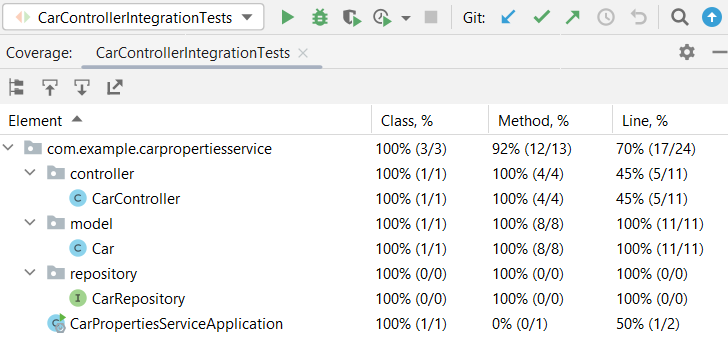 CarControllerIntegrationTests Git:
Coverage: CarControllerIntegrationTests
Element Class, % Method, % Line, %
com.example.carpropertiesservice 100% (3/3) 92% (12/13) 70% (17/24)
controller 100% (1/1) 100% (4/4) 45% (5/11)
C CarController 100% (1/1) 100% (4/4) 45% (5/11)
model 100% (1/1) 100% (8/8) 100% (11/11)
C Car 100% (1/1) 100% (8/8) 100% (11/11)
repository 100% (0/0) 100% (0/0) 100% (0/0)
I CarRepository 100% (0/0) 100% (0/0) 100% (0/0)
C CarPropertiesServiceApplication 100% (1/1) 0% (0/1) 50% (1/2)